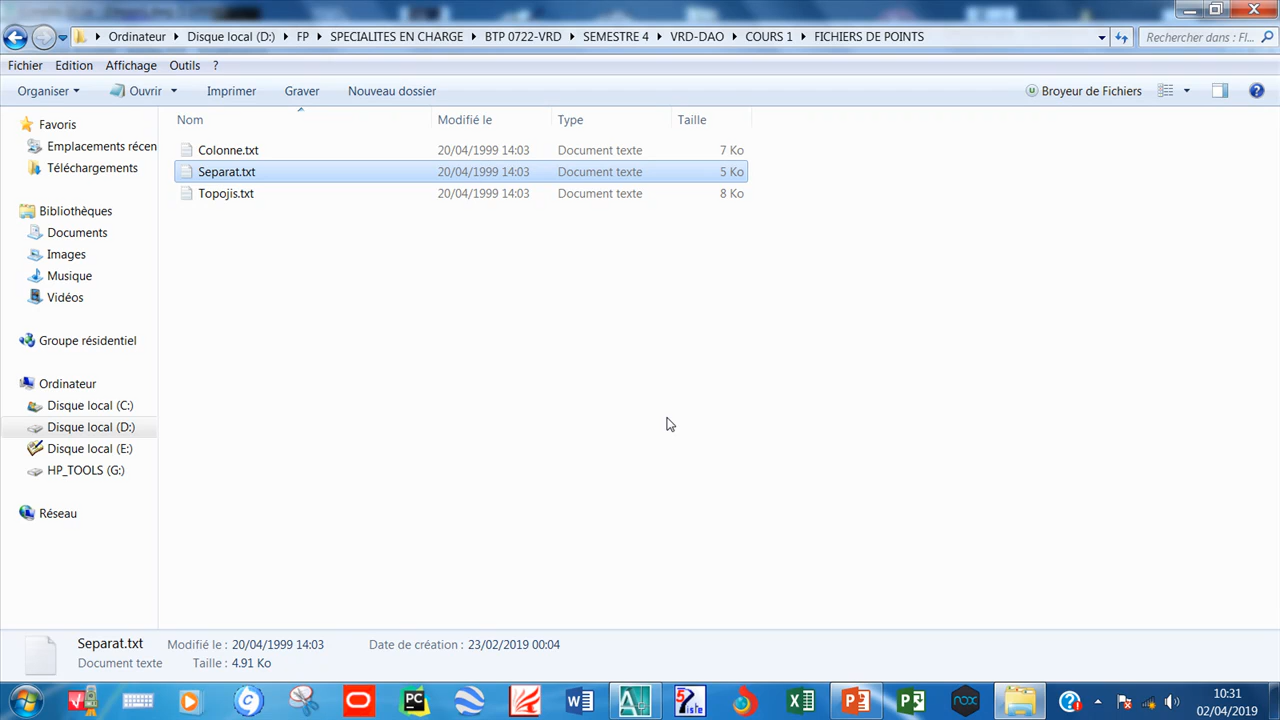 Ordinateur Disque local (D:) FP SPECIALITES EN CHARGE BTP 0722-VRD SEMESTRE 4 VRD-DAO COURS 1 FICHIERS DE POINTS Rechercher dans : FI...
Fichier Edition Affichage Outils ?
Organiser Ouvrir Imprimer Graver Nouveau dossier Broyeur de Fichiers
Favoris
Emplacements récen
Téléchargements
Bibliothèques
Documents
Images
Musique
Vidéos
Groupe résidentiel
Ordinateur
Disque local (C:)
Disque local (D:)
Disque local (E:)
HP_TOOLS (G:)
Réseau
Nom Modifié le Type Taille
Colonne.txt 20/04/1999 14:03 Document texte 7 Ko
Separat.txt 20/04/1999 14:03 Document texte 5 Ko
Topojis.txt 20/04/1999 14:03 Document texte 8 Ko
Separat.txt Modifié le : 20/04/1999 14:03 Date de création : 23/02/2019 00:04
Document texte Taille : 4.91 Ko
PC
nox
10:31
02/04/2019